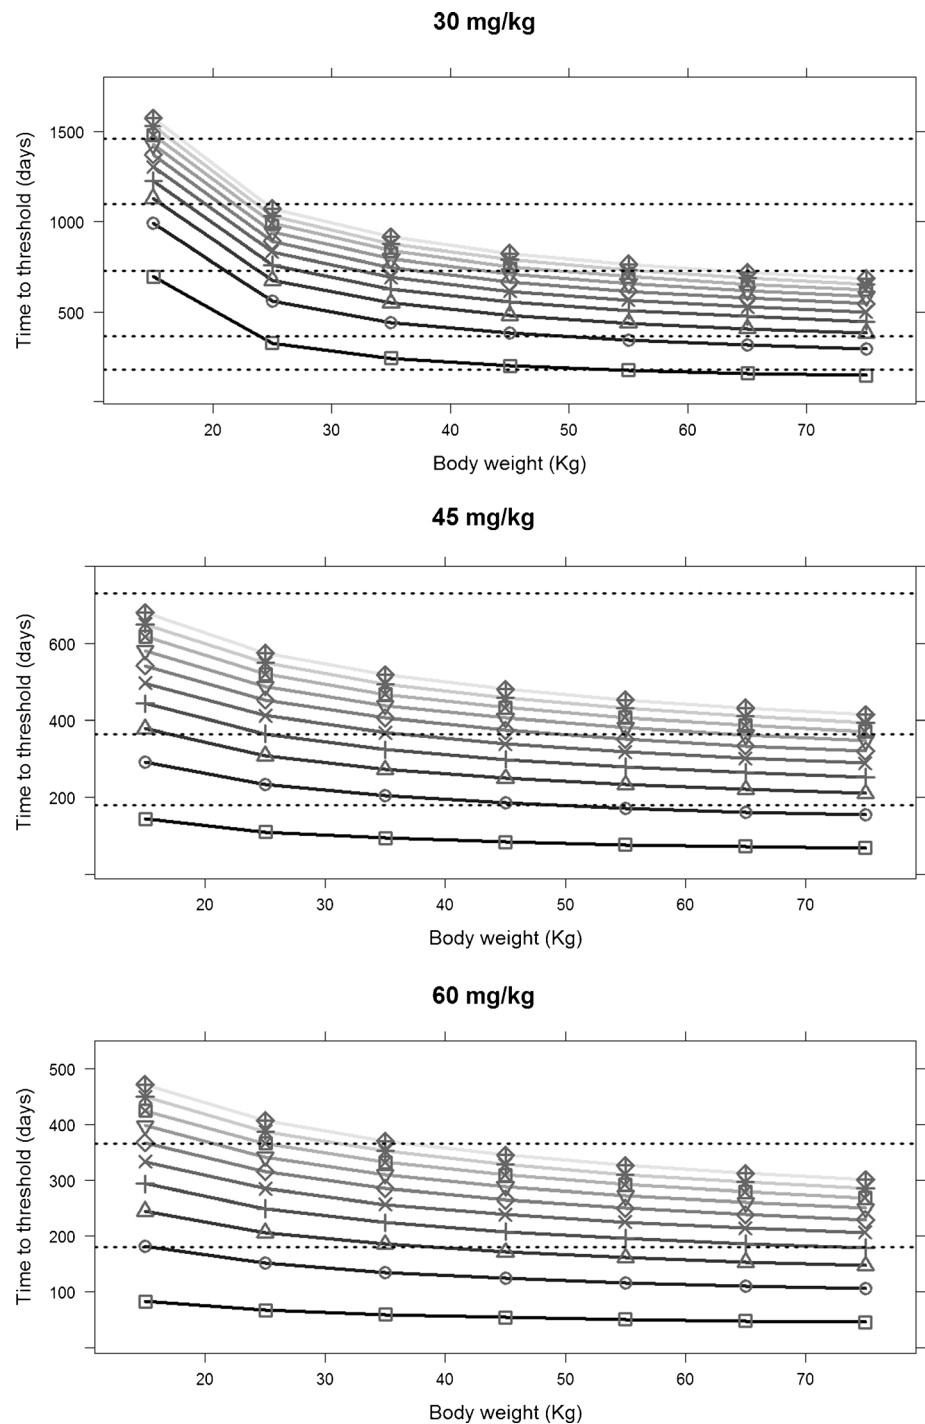 30 mg/kg
Time to threshold (days)
1500
1000
500
20 30 40 50 60 70
Body weight (Kg)
45 mg/kg
Time to threshold (days)
600
400
200
20 30 40 50 60 70
Body weight (Kg)
60 mg/kg
Time to threshold (days)
500
400
300
200
100
20 30 40 50 60 70
Body weight (Kg)